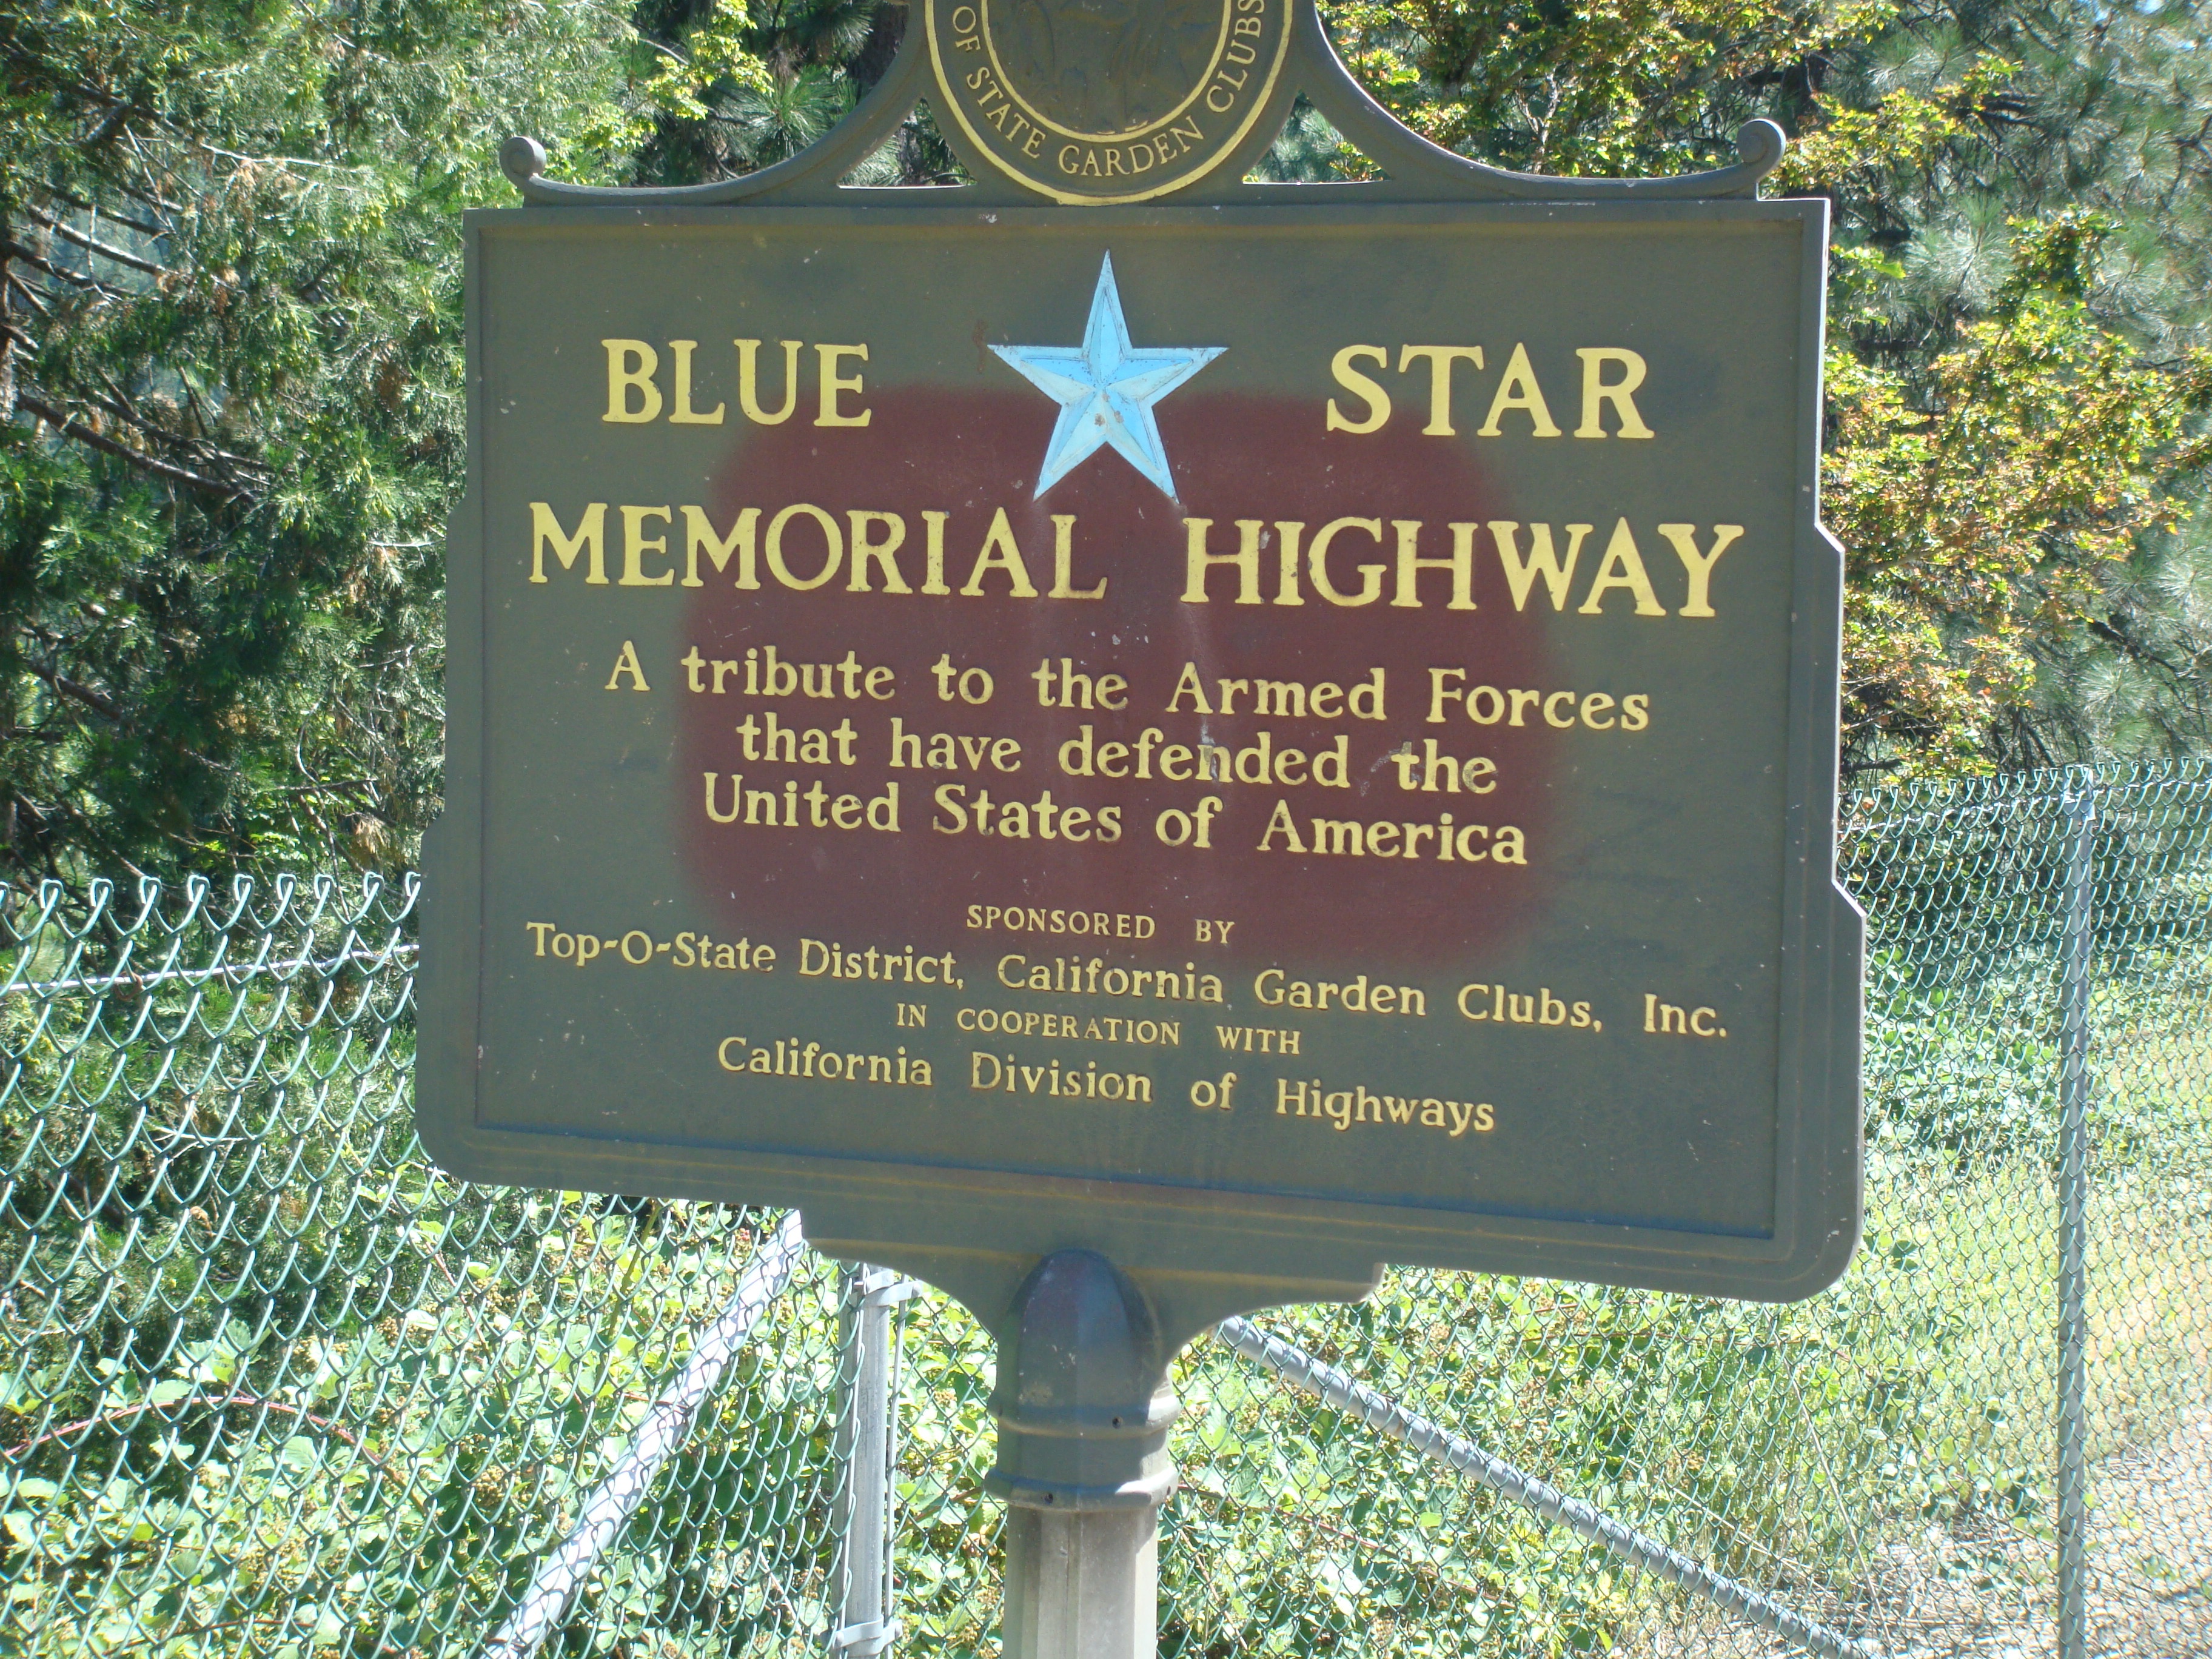 OF STATE GARDEN CLUBS
BLUE STAR
MEMORIAL HIGHWAY
A tribute to the Armed Forces
that have defended the
United States of America
SPONSORED BY
Top-O-State District, California Garden Clubs, Inc.
IN COOPERATION WITH
California Division of Highways